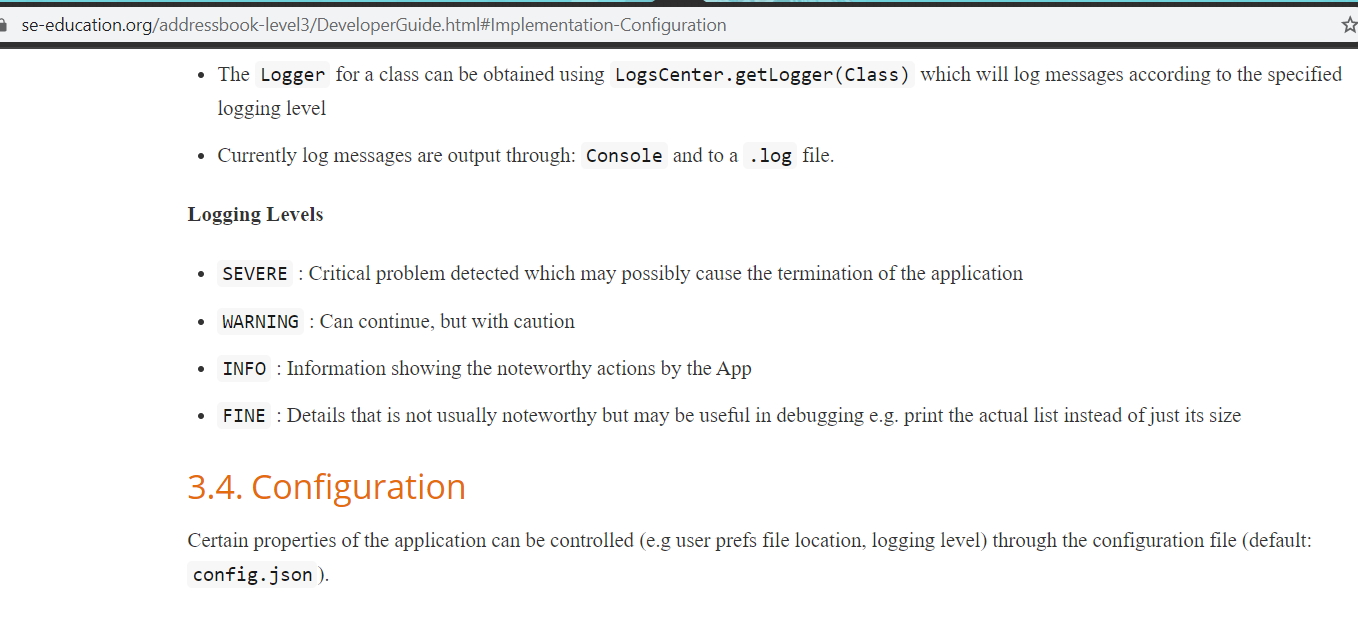 se-education.org/addressbook-level3/DeveloperGuide.html#Implementation-Configuration
The Logger for a class can be obtained using LogsCenter.getLogger(Class) which will log messages according to the specified
logging level
Currently log messages are output through: Console and to a .log file.
Logging Levels
SEVERE : Critical problem detected which may possibly cause the termination of the application
WARNING : Can continue, but with caution
INFO : Information showing the noteworthy actions by the App
FINE : Details that is not usually noteworthy but may be useful in debugging e.g. print the actual list instead of just its size
3.4. Configuration
Certain properties of the application can be controlled (e.g user prefs file location, logging level) through the configuration file (default:
config.json).